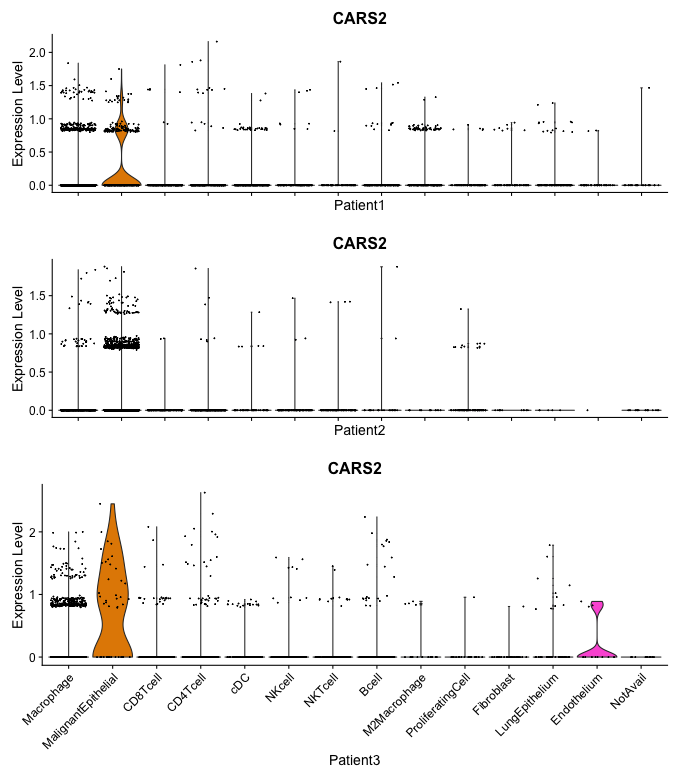 CARS2
Expression Level
2.0
1.5
1.0
0.5
0.0
Patient1
CARS2
Expression Level
1.5
1.0
0.5
0.0
Patient2
CARS2
Expression Level
2
1
0
Macrophage
MalignantEpithelial
CD8Tcell
CD4Tcell
cDC
NKcell
NKTcell
Bcell
M2Macrophage
ProliferatingCell
Fibroblast
LungEpithelium
Endothelium
NotAvail
Patient3